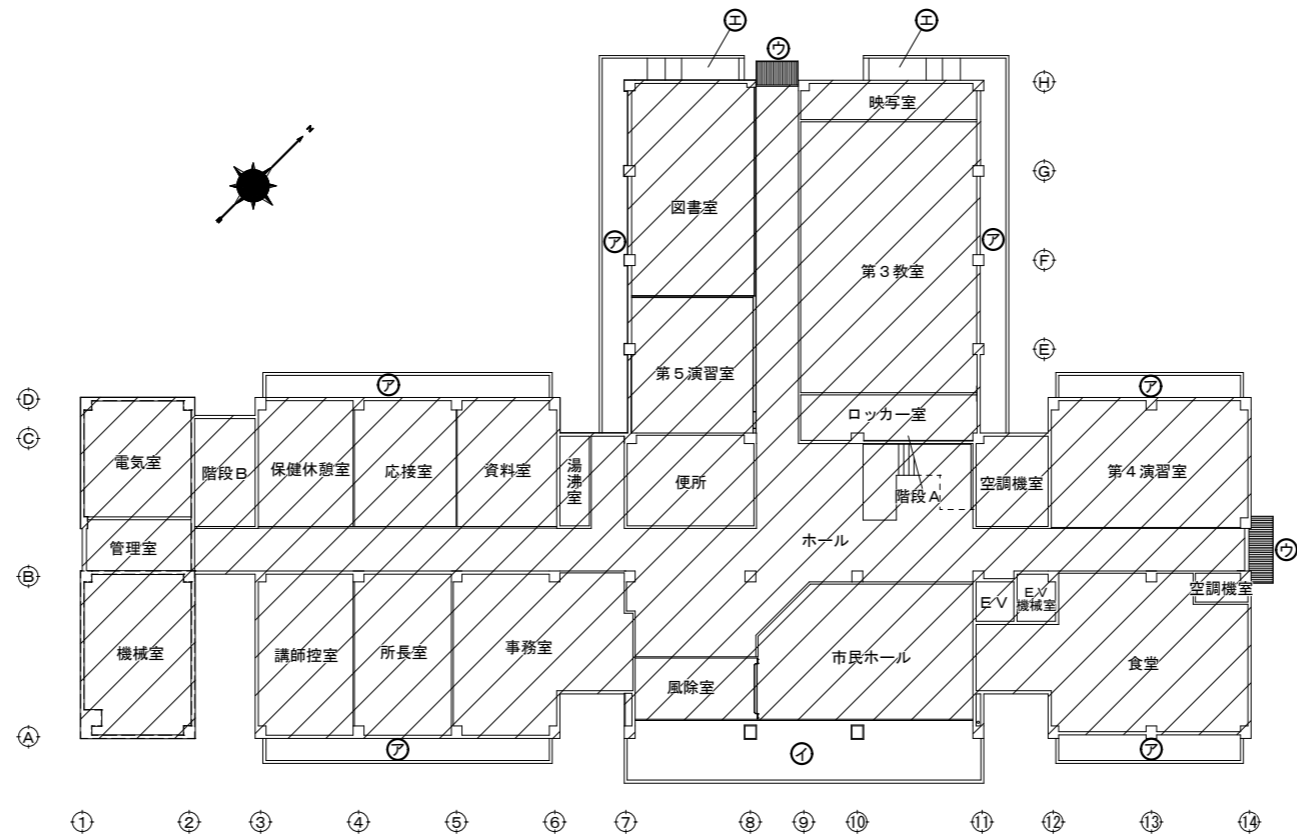 エ
エ
ウ
H
映写室
N
G
図書室
ア
ア
F
第3教室
E
第5演習室
ア
ア
D
ロッカー室
C
電気室
階段B
保健休憩室
応接室
資料室
湯沸室
便所
階段A
空調機室
第4演習室
管理室
ホール
ウ
B
空調機室
EV
EV
機械室
機械室
講師控室
所長室
事務室
市民ホール
食堂
風除室
A
ア
イ
ア
1
2
3
4
5
6
7
8
9
10
11
12
13
14